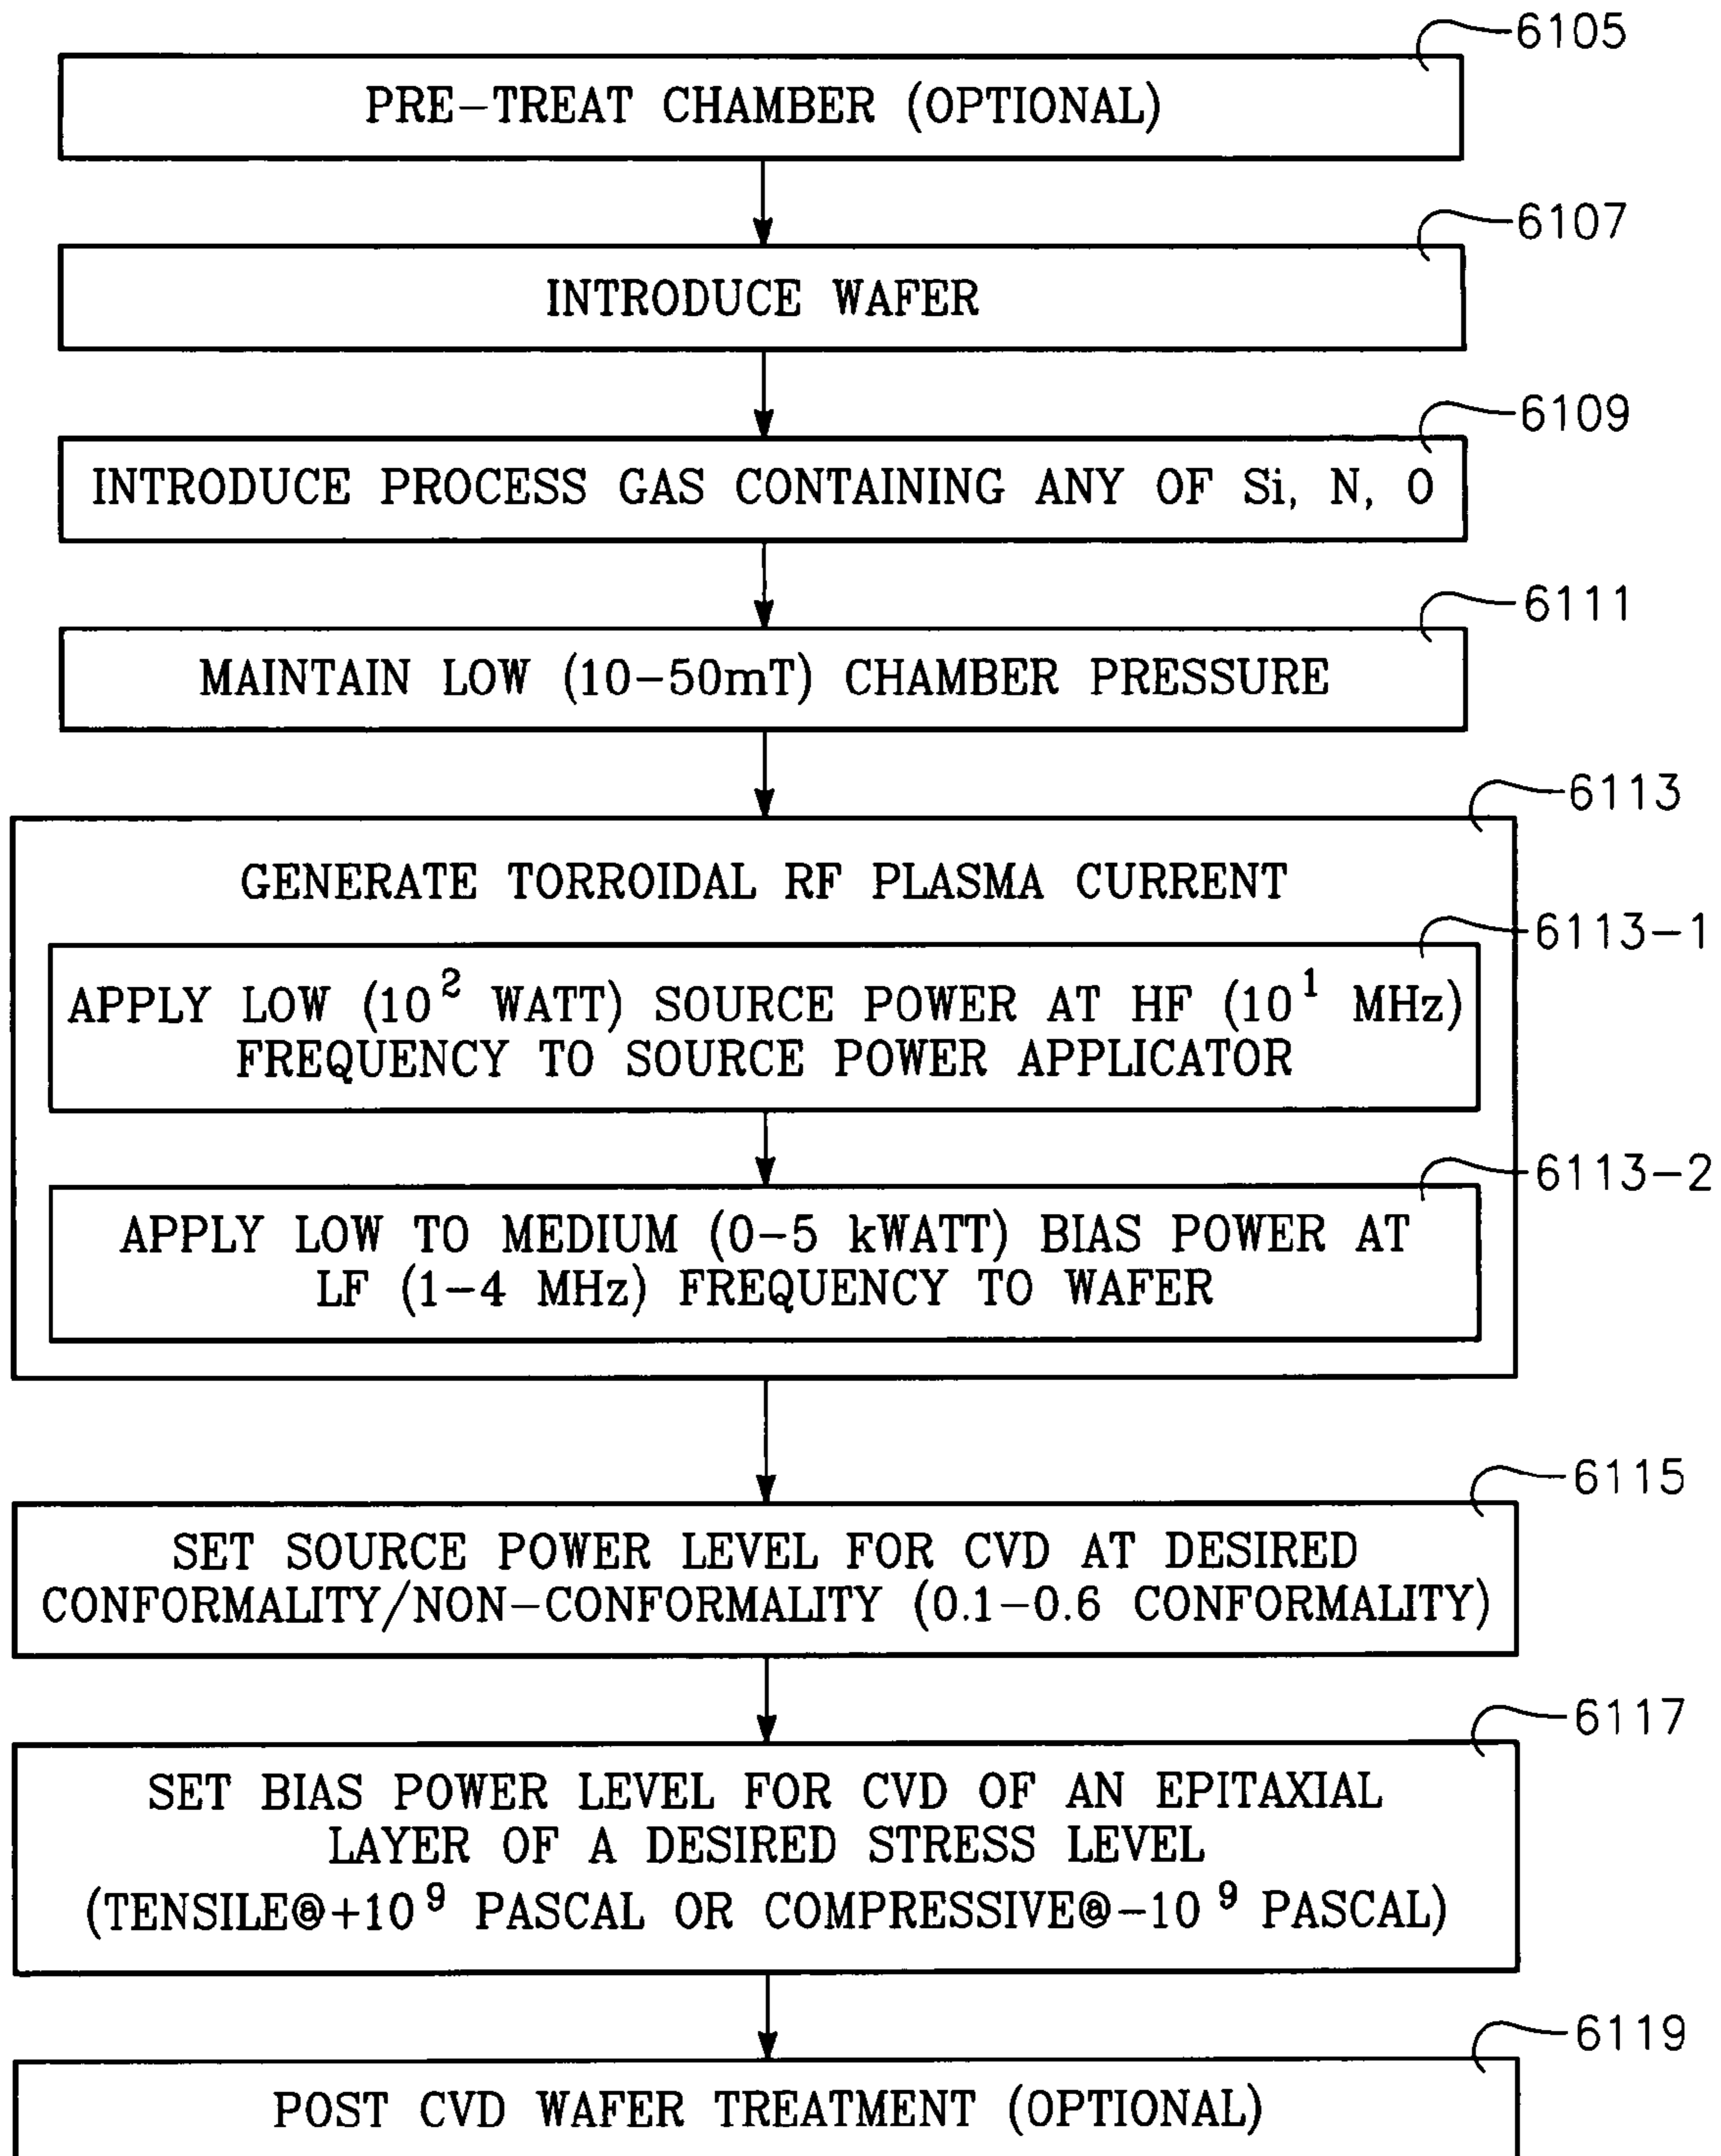 6105
PRE-TREAT CHAMBER (OPTIONAL)
6107
INTRODUCE WAFER
6109
INTRODUCE PROCESS GAS CONTAINING ANY OF Si, N, O
6111
MAINTAIN LOW (10-50mT) CHAMBER PRESSURE
6113
GENERATE TORROIDAL RF PLASMA CURRENT
6113-1
APPLY LOW (10² WATT) SOURCE POWER AT HF (10¹ MHz)
FREQUENCY TO SOURCE POWER APPLICATOR
6113-2
APPLY LOW TO MEDIUM (0-5 kWATT) BIAS POWER AT
LF (1-4 MHz) FREQUENCY TO WAFER
6115
SET SOURCE POWER LEVEL FOR CVD AT DESIRED
CONFORMALITY/NON-CONFORMALITY (0.1-0.6 CONFORMALITY)
6117
SET BIAS POWER LEVEL FOR CVD OF AN EPITAXIAL
LAYER OF A DESIRED STRESS LEVEL
(TENSILE@+10⁹ PASCAL OR COMPRESSIVE@-10⁹ PASCAL)
6119
POST CVD WAFER TREATMENT (OPTIONAL)